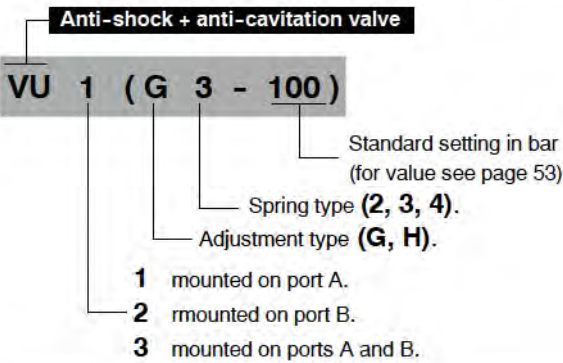 Anti-shock + anti-cavitation valve
VU 1 ( G 3 - 100 )
Standard setting in bar
(for value see page 53)
Spring type (2, 3, 4).
Adjustment type (G, H).
1 mounted on port A.
2 rmounted on port B.
3 mounted on ports A and B.